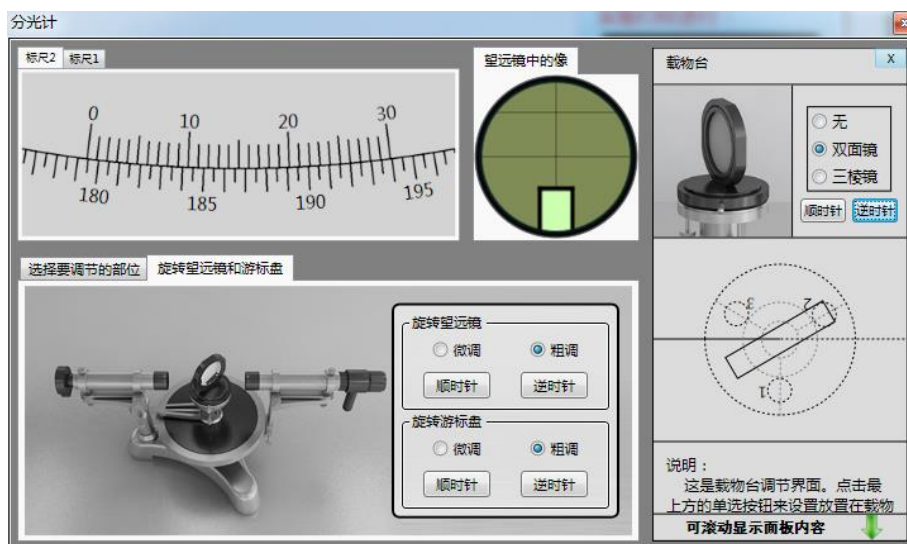 分光计
标尺2 标尺1
0 10 20 30
180 185 190 195
望远镜中的像
载物台 X
无
双面镜
三棱镜
顺时针 逆时针
3 2
1
选择要调节的部位 旋转望远镜和游标盘
旋转望远镜
微调 粗调
顺时针 逆时针
旋转游标盘
微调 粗调
顺时针 逆时针
说明：
这是载物台调节界面。点击最
上方的单选按钮来设置放置在载物
可滚动显示面板内容